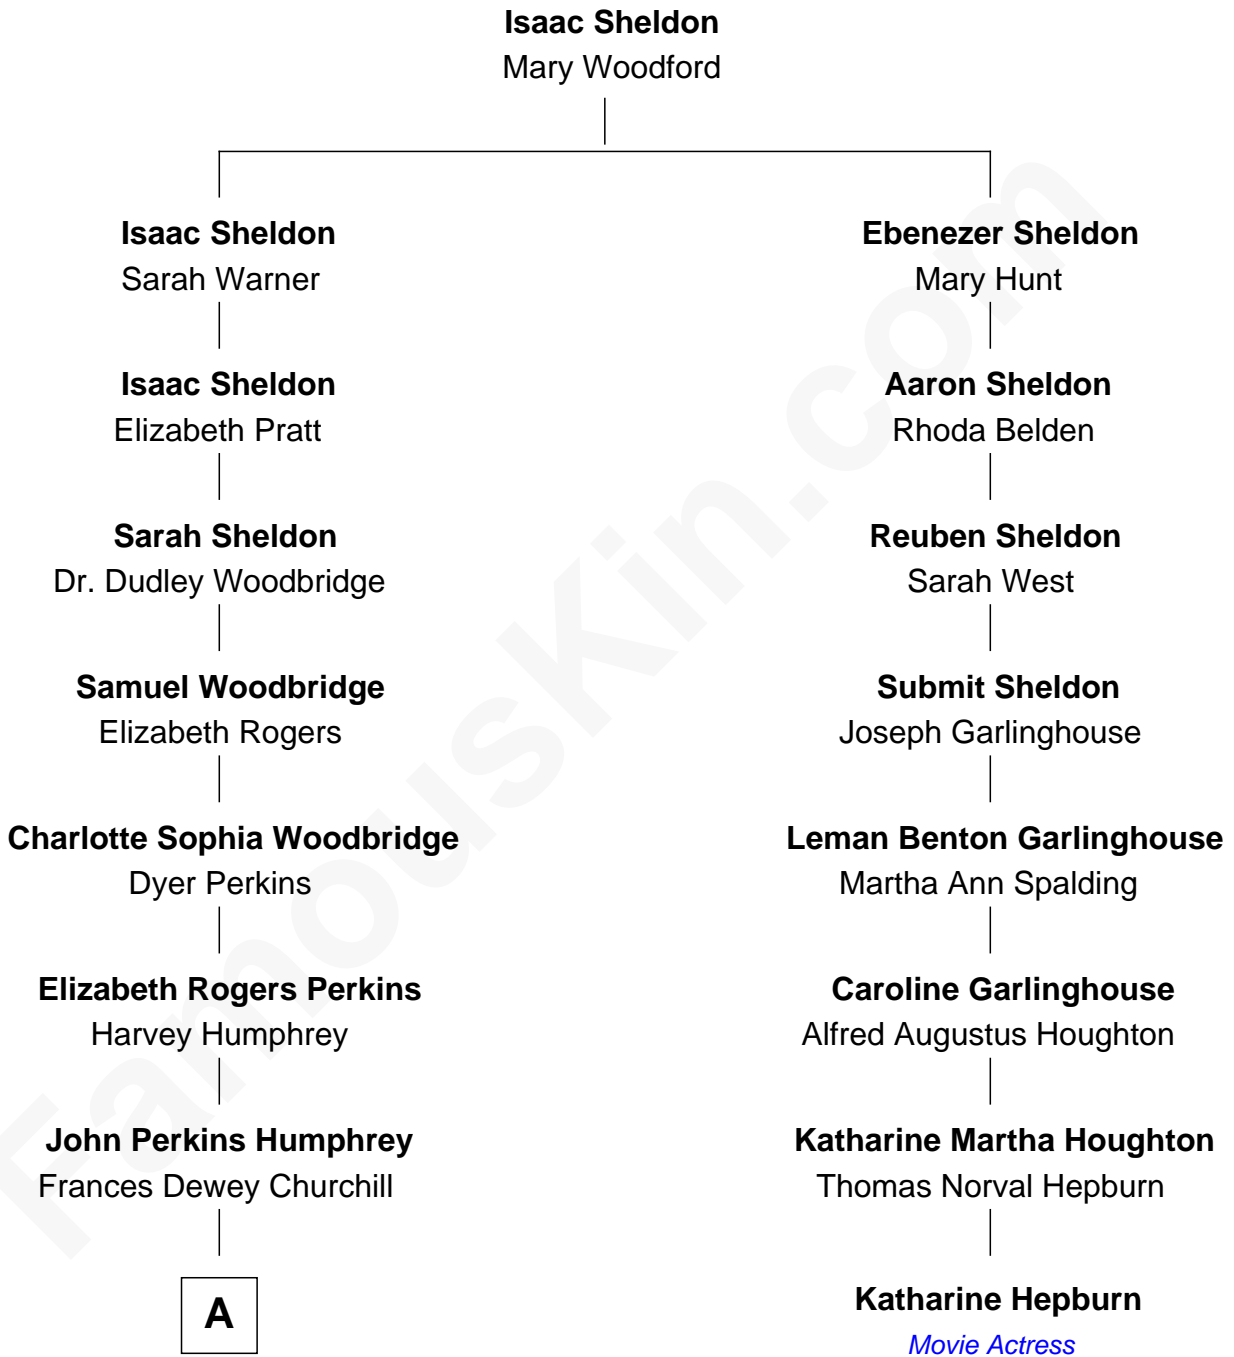 Isaac Sheldon
Mary Woodford
Isaac Sheldon
Sarah Warner
Ebenezer Sheldon
Mary Hunt
Isaac Sheldon
Elizabeth Pratt
Aaron Sheldon
Rhoda Belden
Sarah Sheldon
Dr. Dudley Woodbridge
Reuben Sheldon
Sarah West
Samuel Woodbridge
Elizabeth Rogers
Submit Sheldon
Joseph Garlinghouse
Charlotte Sophia Woodbridge
Dyer Perkins
Leman Benton Garlinghouse
Martha Ann Spalding
Elizabeth Rogers Perkins
Harvey Humphrey
Caroline Garlinghouse
Alfred Augustus Houghton
John Perkins Humphrey
Frances Dewey Churchill
Katharine Martha Houghton
Thomas Norval Hepburn
A
Katharine Hepburn
Movie Actress
FamousKin.com